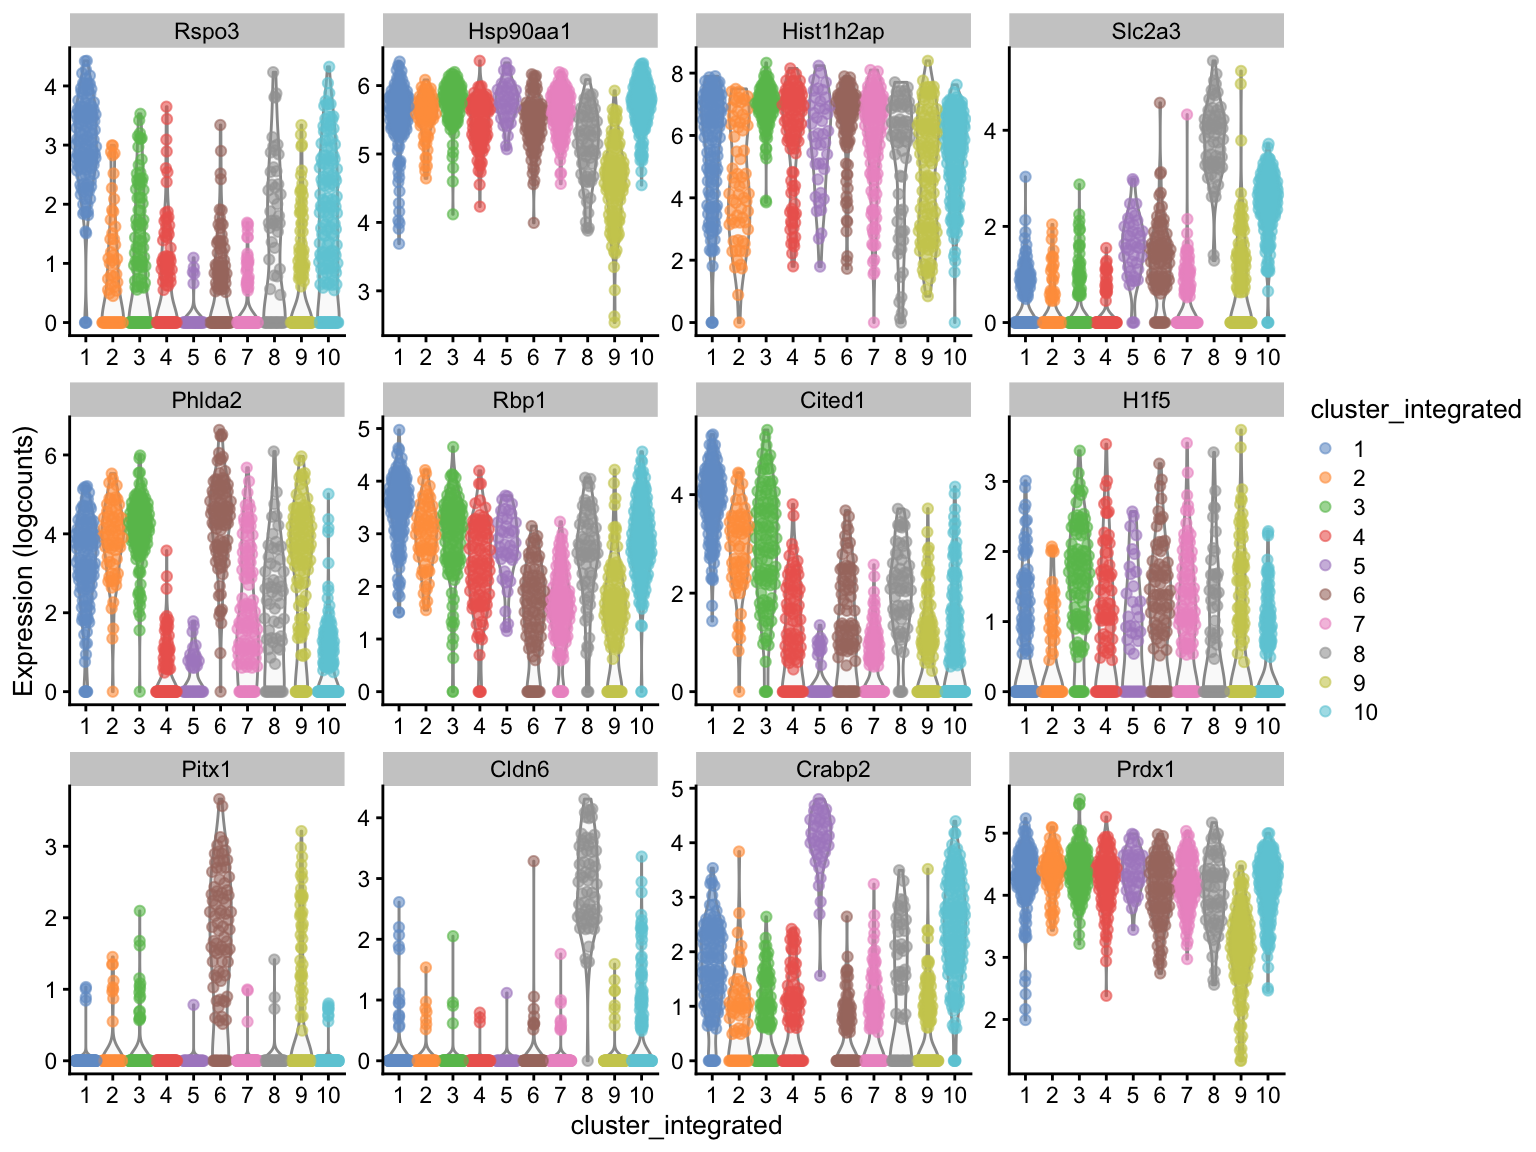 Rspo3 Hsp90aa1 Hist1h2ap Slc2a3
4 3 2 1 0
6 5 4 3
8 6 4 2 0
4 2 0
1 2 3 4 5 6 7 8 9 10 1 2 3 4 5 6 7 8 9 10 1 2 3 4 5 6 7 8 9 10 1 2 3 4 5 6 7 8 9 10
Phlda2 Rbp1 Cited1 H1f5
6 4 2 0
5 4 3 2 1 0
4 2 0
3 2 1 0
1 2 3 4 5 6 7 8 9 10 1 2 3 4 5 6 7 8 9 10 1 2 3 4 5 6 7 8 9 10 1 2 3 4 5 6 7 8 9 10
Pitx1 Cldn6 Crabp2 Prdx1
3 2 1 0
4 3 2 1 0
5 4 3 2 1 0
5 4 3 2
1 2 3 4 5 6 7 8 9 10 1 2 3 4 5 6 7 8 9 10 1 2 3 4 5 6 7 8 9 10 1 2 3 4 5 6 7 8 9 10
Expression (logcounts)
cluster_integrated
cluster_integrated
1
2
3
4
5
6
7
8
9
10